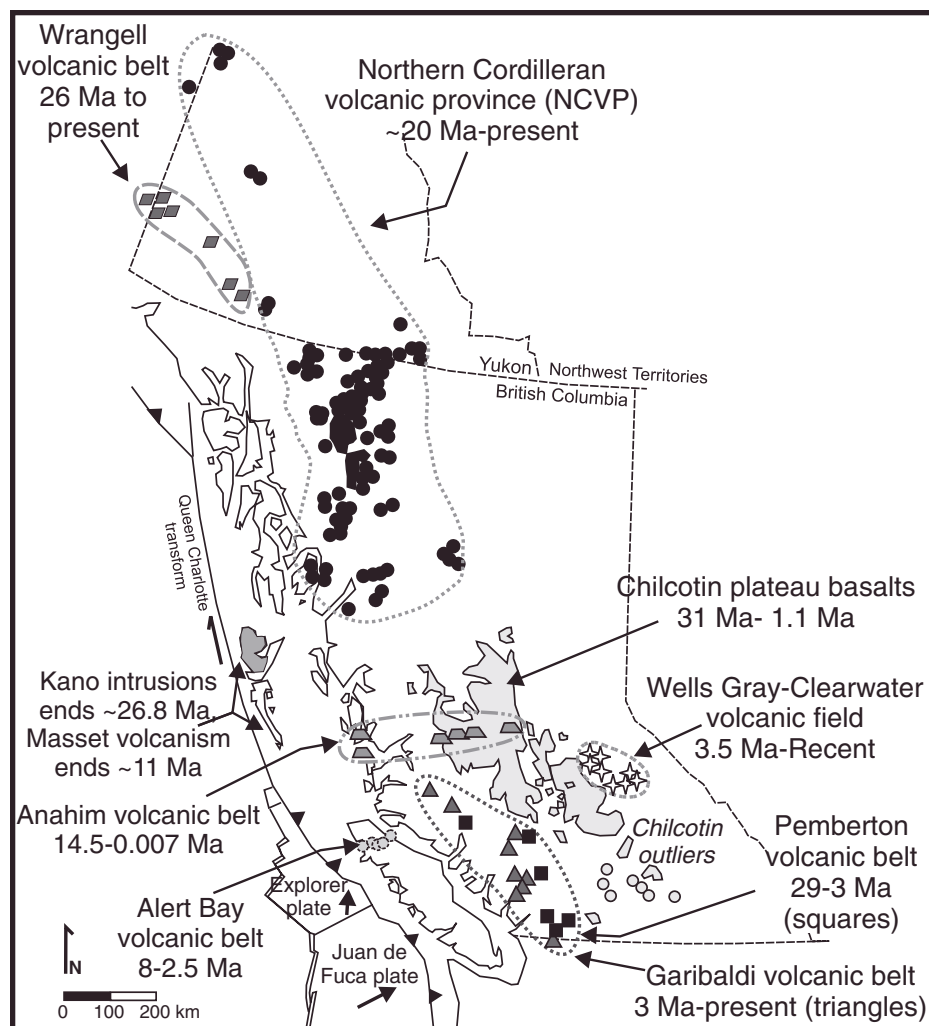 Wrangell
volcanic belt
26 Ma to
present
Northern Cordilleran
volcanic province (NCVP)
~20 Ma-present
Yukon
Northwest Territories
British Columbia
Queen Charlotte
transform
Chilcotin plateau basalts
31 Ma- 1.1 Ma
Kano intrusions
ends ~26.8 Ma,
Masset volcanism
ends ~11 Ma
Wells Gray-Clearwater
volcanic field
3.5 Ma-Recent
Anahim volcanic belt
14.5-0.007 Ma
Chilcotin
outliers
Pemberton
volcanic belt
29-3 Ma
(squares)
Explorer
plate
Alert Bay
volcanic belt
8-2.5 Ma
Juan de
Fuca plate
Garibaldi volcanic belt
3 Ma-present (triangles)
N
0 100 200 km